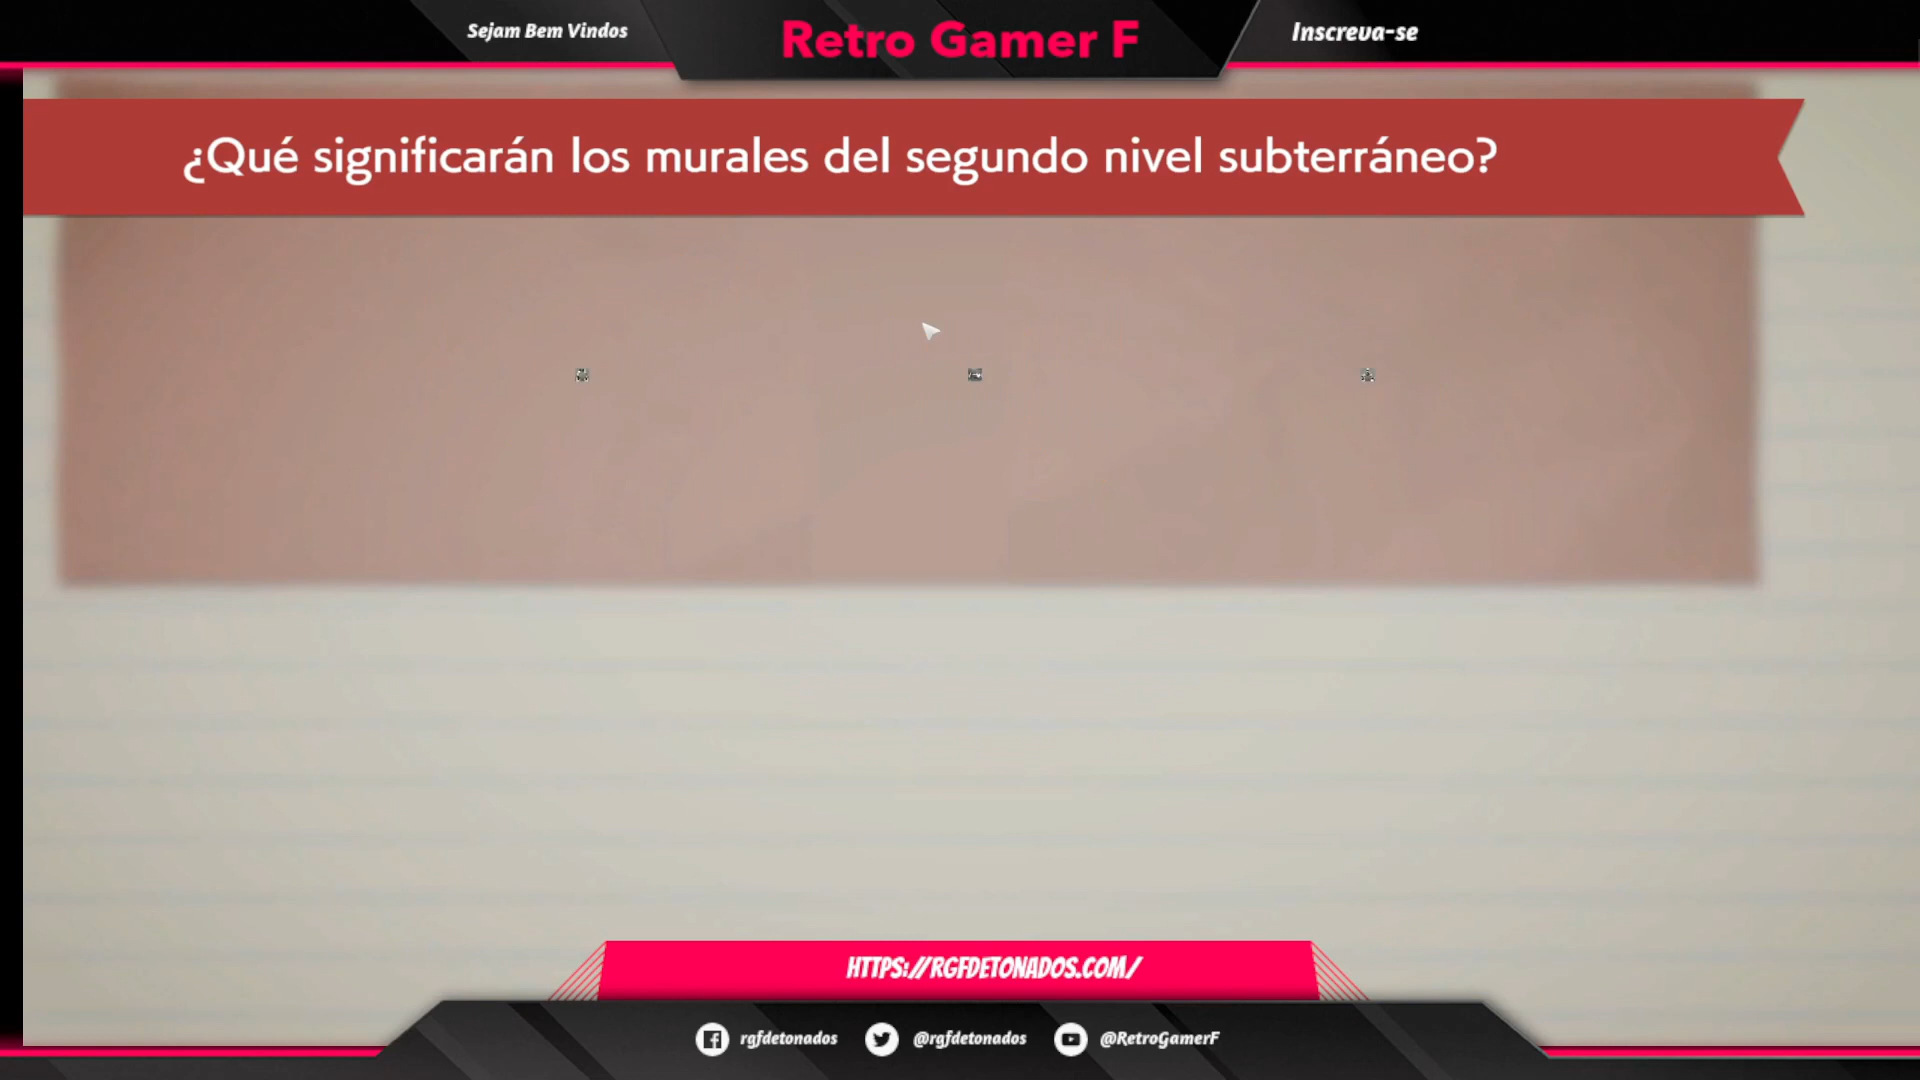 Sejam Bem Vindos
Retro Gamer F
Inscreva-se
¿Qué significarán los murales del segundo nivel subterráneo?
HTTPS://RGFDETONADOS.COM/
rgfdetonados
@rgfdetonados
@RetroGamerF